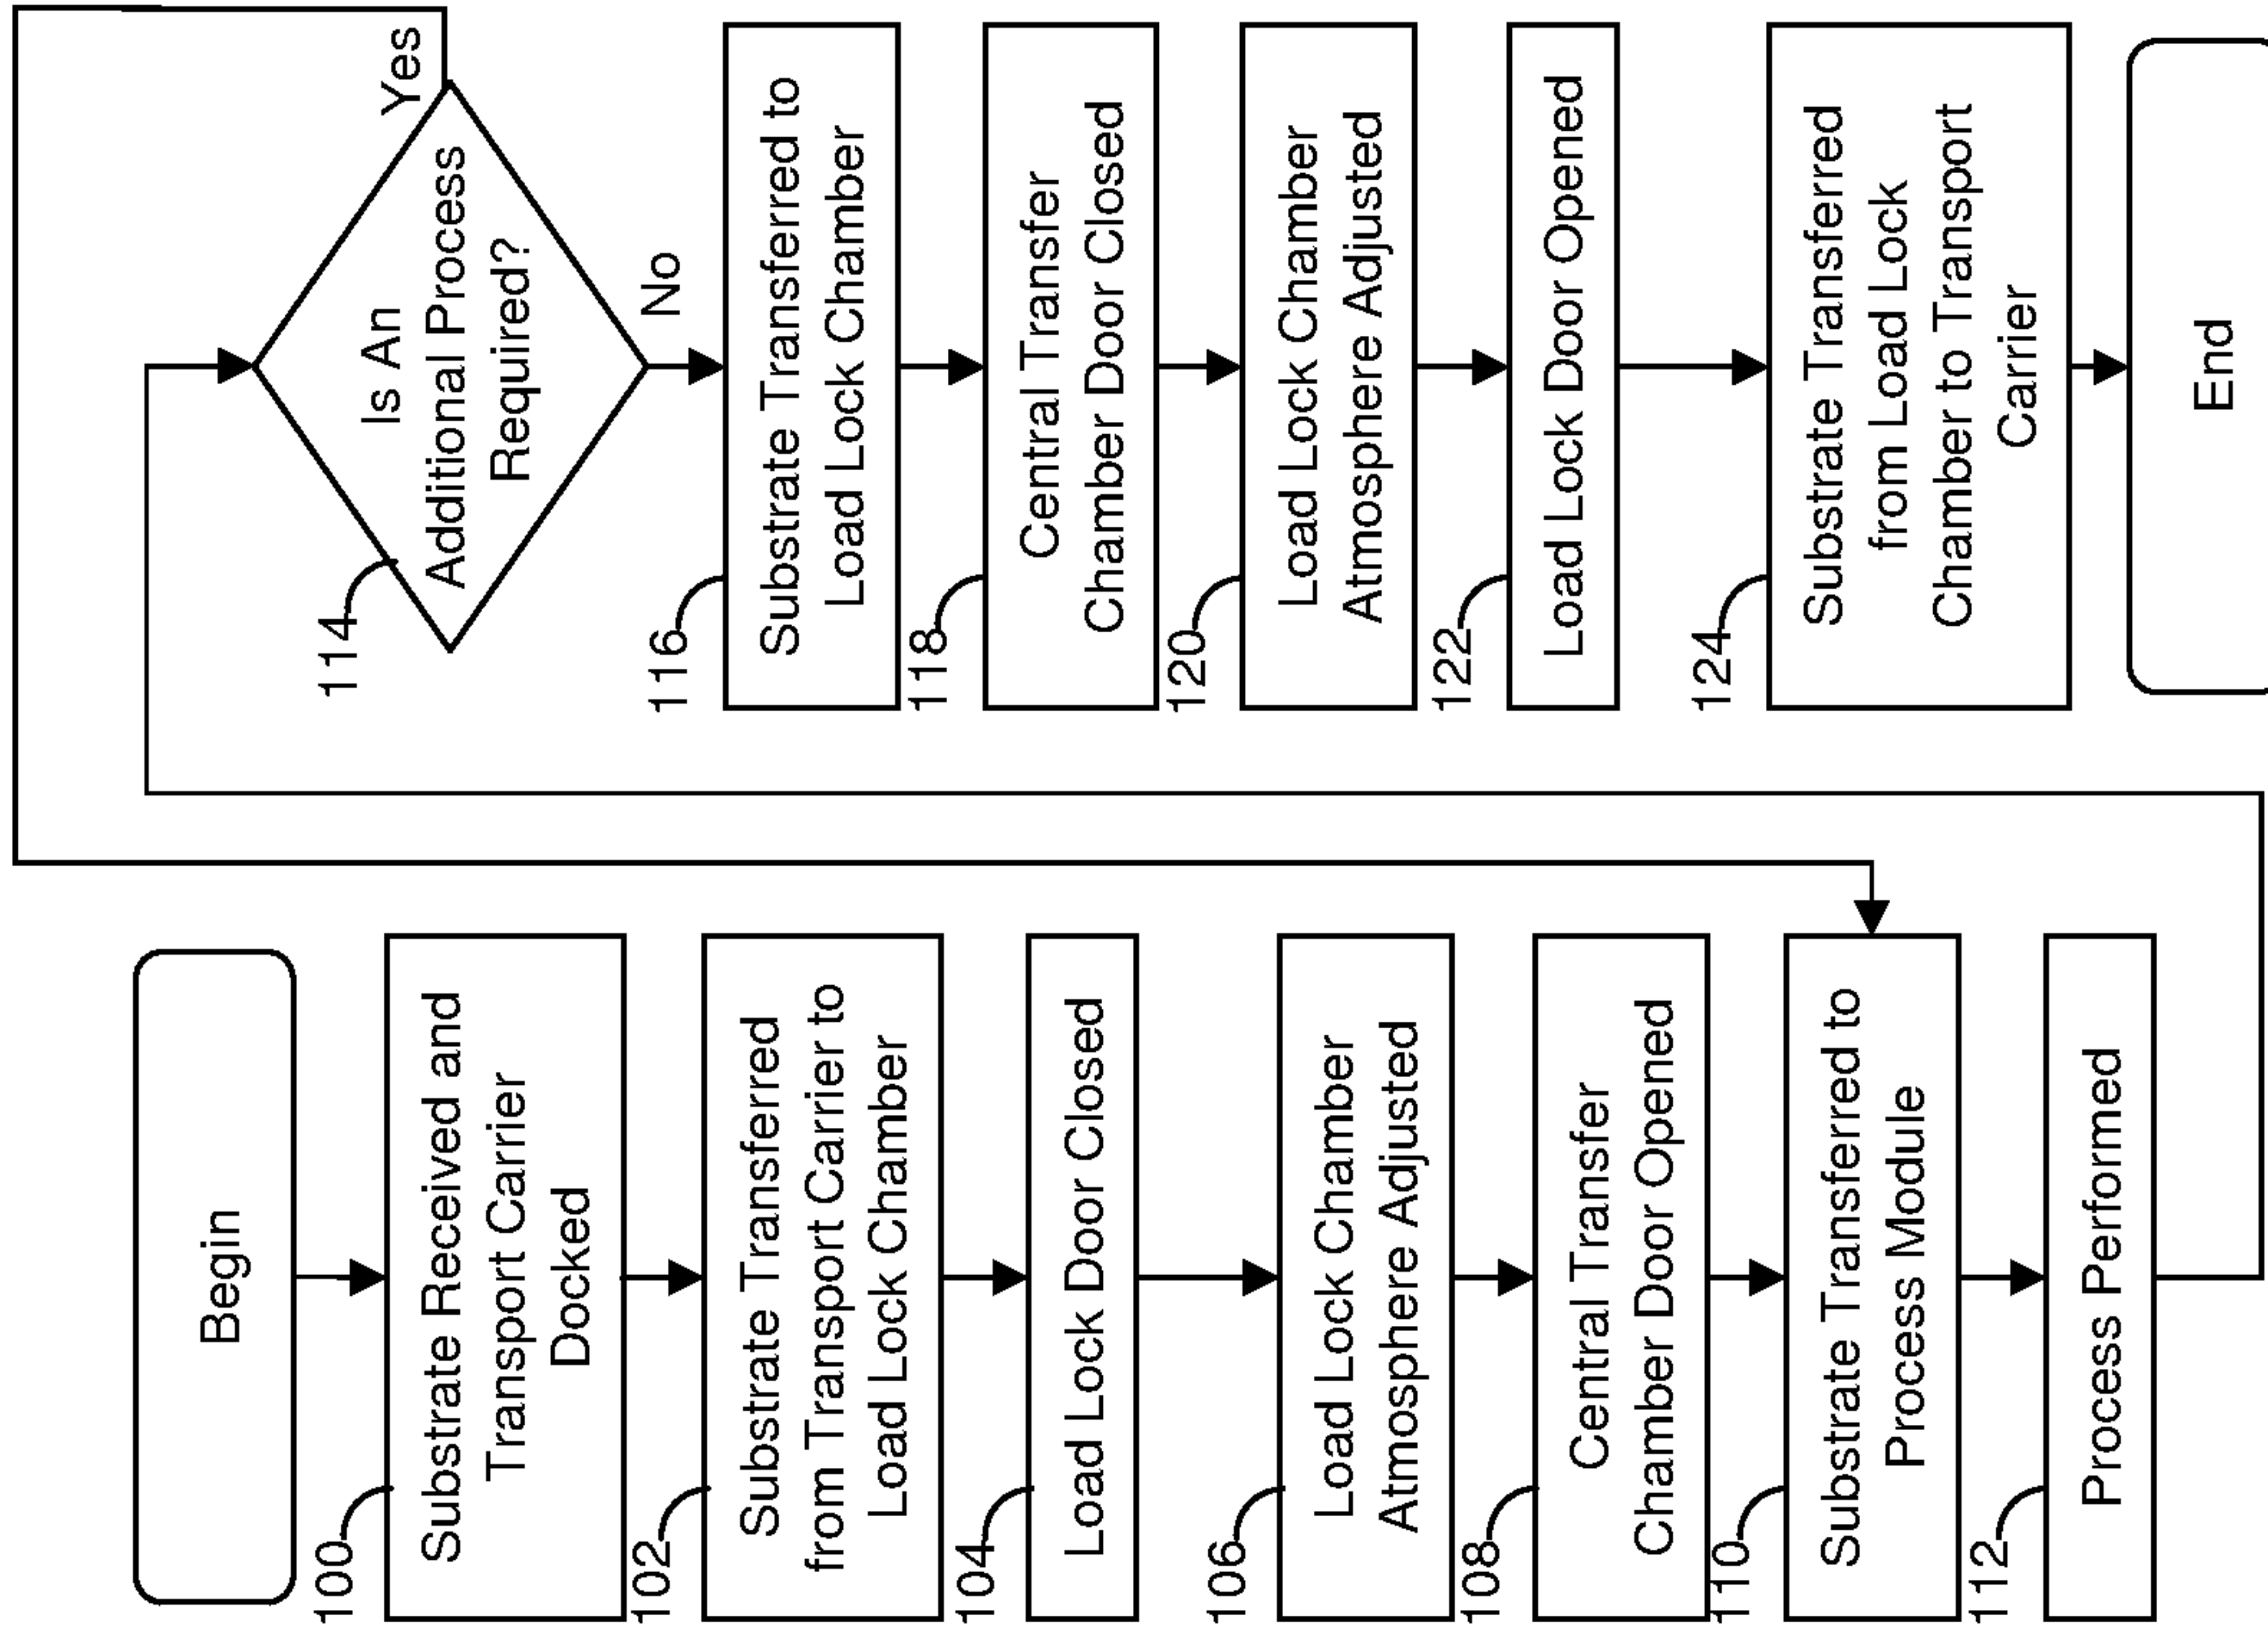 Begin
100
Substrate Received and
Transport Carrier
Docked
102
Substrate Transferred
from Transport Carrier to
Load Lock Chamber
104
Load Lock Door Closed
106
Load Lock Chamber
Atmosphere Adjusted
108
Central Transfer
Chamber Door Opened
110
Substrate Transferred to
Process Module
112
Process Performed
114
Is An
Additional Process
Required?
Yes
No
116
Substrate Transferred to
Load Lock Chamber
118
Central Transfer
Chamber Door Closed
120
Load Lock Chamber
Atmosphere Adjusted
122
Load Lock Door Opened
124
Substrate Transferred
from Load Lock
Chamber to Transport
Carrier
End